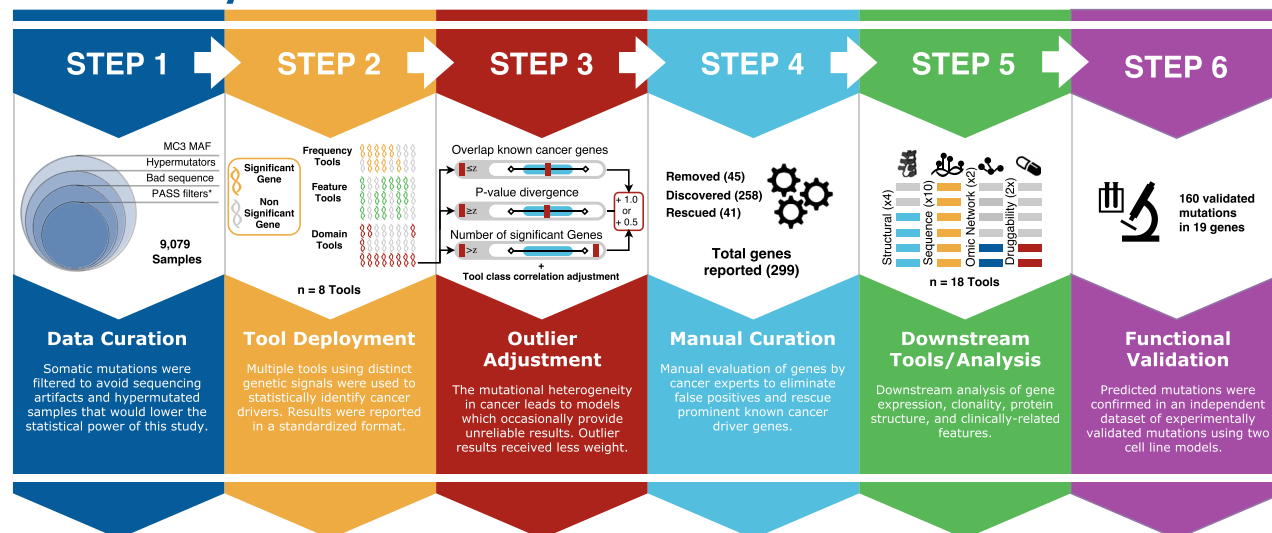 STEP 1
STEP 2
STEP 3
STEP 4
STEP 5
STEP 6
MC3 MAF
Hypermutators
Bad sequence
PASS filters*
9,079
Samples
Significant
Gene
Non
Significant
Gene
Frequency
Tools
Feature
Tools
Domain
Tools
n = 8 Tools
Overlap known cancer genes
≤z
P-value divergence
≥z
Number of significant Genes
>z
+ 1.0
or
+ 0.5
+
Tool class correlation adjustment
Removed (45)
Discovered (258)
Rescued (41)
Total genes
reported (299)
Structural (x4)
Sequence (x10)
Omic Network (x2)
Druggability (2x)
n = 18 Tools
160 validated
mutations
in 19 genes
Data Curation
Somatic mutations were
filtered to avoid sequencing
artifacts and hypermutated
samples that would lower the
statistical power of this study.
Tool Deployment
Multiple tools using distinct
genetic signals were used to
statistically identify cancer
drivers. Results were reported
in a standardized format.
Outlier
Adjustment
The mutational heterogeneity
in cancer leads to models
which occasionally provide
unreliable results. Outlier
results received less weight.
Manual Curation
Manual evaluation of genes by
cancer experts to eliminate
false positives and rescue
prominent known cancer
driver genes.
Downstream
Tools/Analysis
Downstream analysis of gene
expression, clonality, protein
structure, and clinically-related
features.
Functional
Validation
Predicted mutations were
confirmed in an independent
dataset of experimentally
validated mutations using two
cell line models.